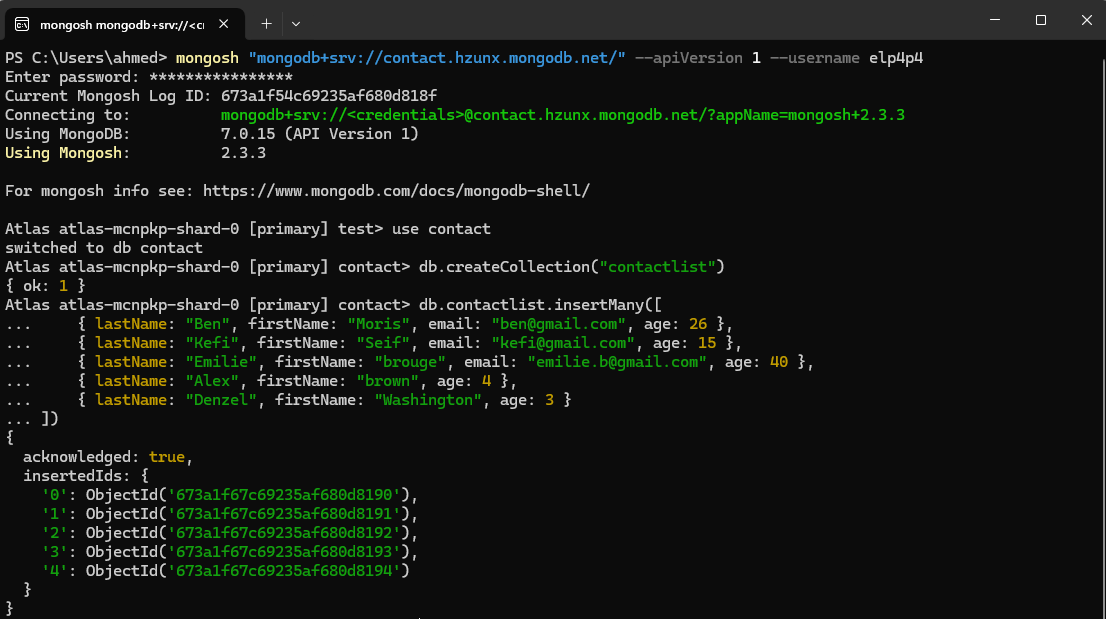 mongosh mongodb+srv://<cr
PS C:\Users\ahmed> mongosh "mongodb+srv://contact.hzunx.mongodb.net/" --apiVersion 1 --username elp4p4
Enter password: ****************
Current Mongosh Log ID: 673a1f54c69235af680d818f
Connecting to:          mongodb+srv://<credentials>@contact.hzunx.mongodb.net/?appName=mongosh+2.3.3
Using MongoDB:          7.0.15 (API Version 1)
Using Mongosh:          2.3.3
For mongosh info see: https://www.mongodb.com/docs/mongodb-shell/
Atlas atlas-mcnpkp-shard-0 [primary] test> use contact
switched to db contact
Atlas atlas-mcnpkp-shard-0 [primary] contact> db.createCollection("contactlist")
{ ok: 1 }
Atlas atlas-mcnpkp-shard-0 [primary] contact> db.contactlist.insertMany([
...     { lastName: "Ben", firstName: "Moris", email: "ben@gmail.com", age: 26 },
...     { lastName: "Kefi", firstName: "Seif", email: "kefi@gmail.com", age: 15 },
...     { lastName: "Emilie", firstName: "brouge", email: "emilie.b@gmail.com", age: 40 },
...     { lastName: "Alex", firstName: "brown", age: 4 },
...     { lastName: "Denzel", firstName: "Washington", age: 3 }
... ])
{
  acknowledged: true,
  insertedIds: {
    '0': ObjectId('673a1f67c69235af680d8190'),
    '1': ObjectId('673a1f67c69235af680d8191'),
    '2': ObjectId('673a1f67c69235af680d8192'),
    '3': ObjectId('673a1f67c69235af680d8193'),
    '4': ObjectId('673a1f67c69235af680d8194')
  }
}